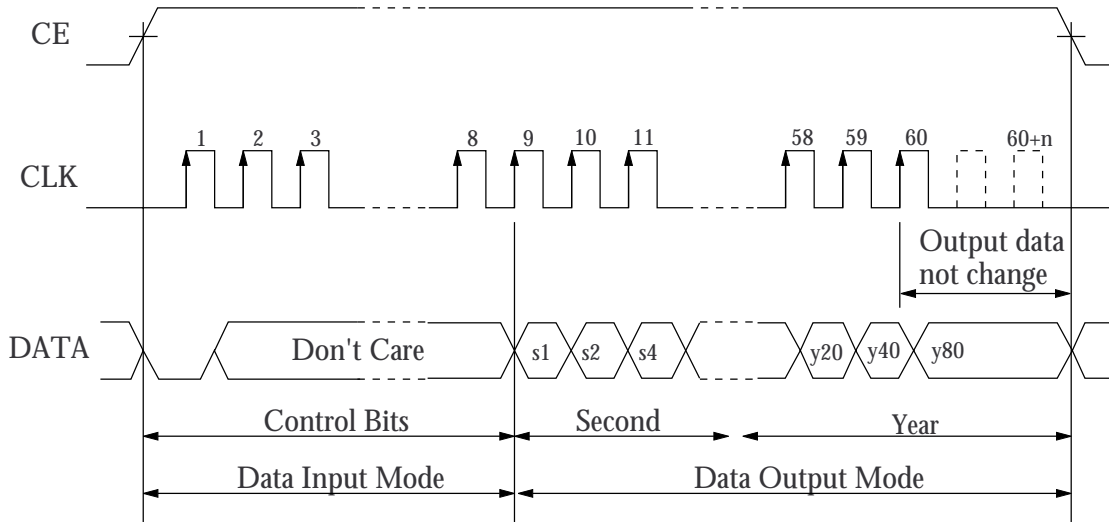 CE
1 2 3 8 9 10 11 58 59 60 60+n
CLK
Output data
not change
DATA Don't Care s1 s2 s4 y20 y40 y80
Control Bits Second Year
Data Input Mode Data Output Mode